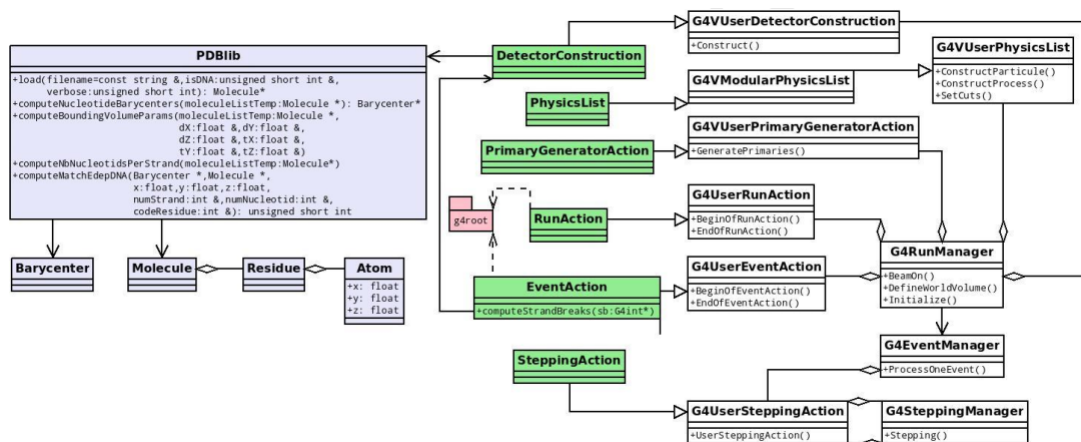 PDBlib
+load(filename=const string &,isDNA:unsigned short int &,
verbose:unsigned short int): Molecule*
+computeNucleotideBarycenters(moleculeListTemp:Molecule *): Barycenter*
+computeBoundingVolumeParams(moleculeListTemp:Molecule *,
dX:float &,dY:float &,
dZ:float &,tX:float &,
tY:float &,tZ:float &)
+computeNbNucleotidsPerStrand(moleculeListTemp:Molecule*)
+computeMatchEdepDNA(Barycenter *,Molecule *,
x:float,y:float,z:float,
numStrand:int &,numNucleotid:int &,
codeResidue:int &): unsigned short int
Barycenter
Molecule
Residue
Atom
+x: float
+y: float
+z: float
DetectorConstruction
PhysicsList
PrimaryGeneratorAction
g4root
RunAction
EventAction
+computeStrandBreaks(sb:G4int*)
SteppingAction
G4VUserDetectorConstruction
+Construct()
G4VModularPhysicsList
G4VUserPhysicsList
+ConstructParticule()
+ConstructProcess()
+SetCuts()
G4VUserPrimaryGeneratorAction
+GeneratePrimaries()
G4UserRunAction
+BeginOfRunAction()
+EndOfRunAction()
G4RunManager
+BeamOn()
+DefineWorldVolume()
+Initialize()
G4UserEventAction
+BeginOfEventAction()
+EndOfEventAction()
G4EventManager
+ProcessOneEvent()
G4UserSteppingAction
+UserSteppingAction()
G4SteppingManager
+Stepping()